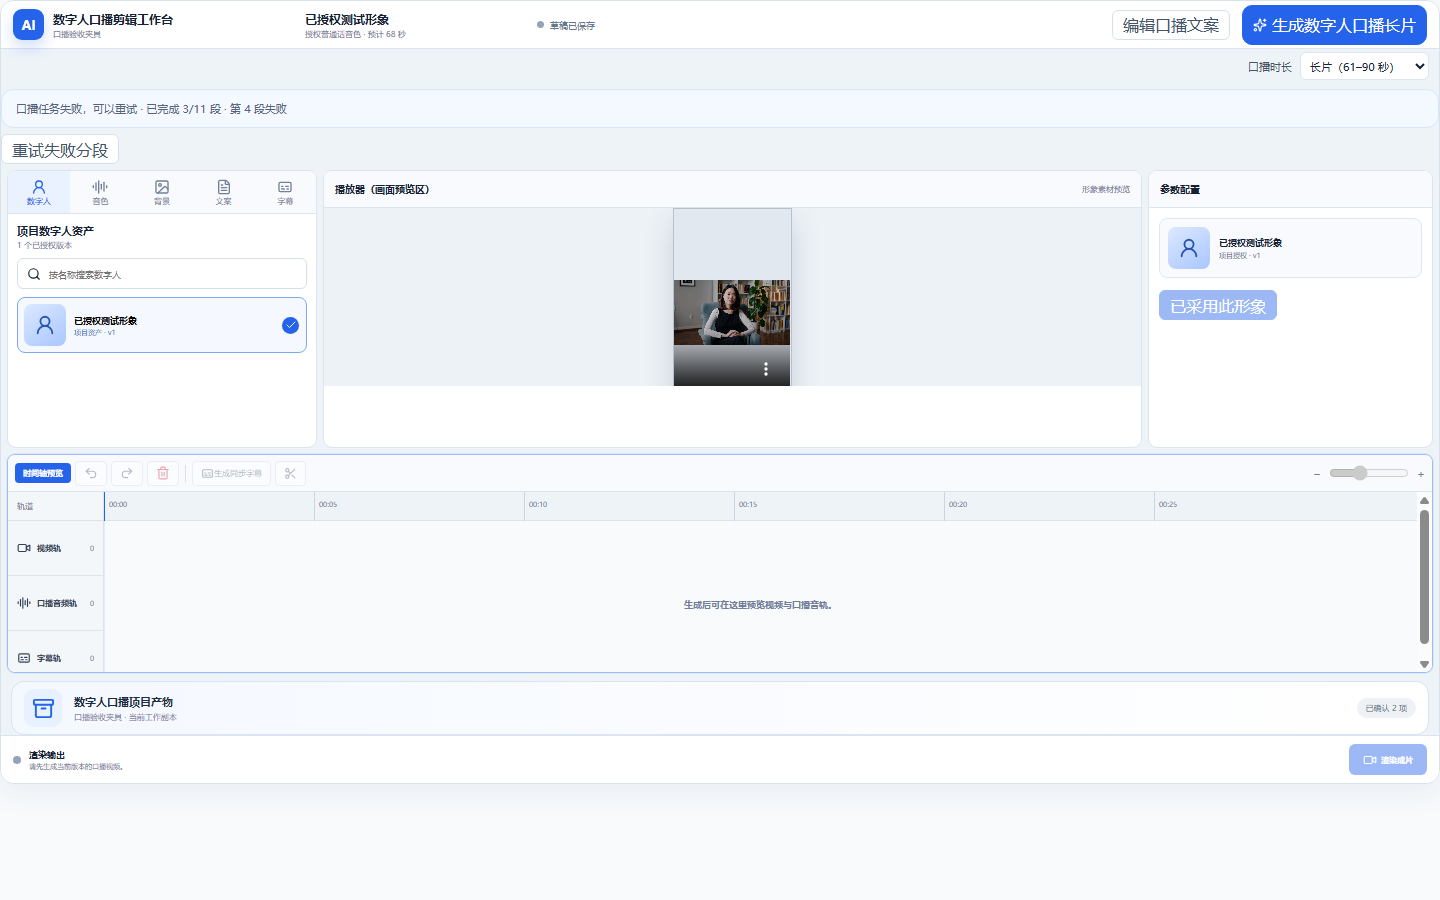 AI
数字人口播剪辑工作台
口播验收夹具
已授权测试形象
授权普通话音色 · 预计 68 秒
草稿已保存
编辑口播文案
生成数字人口播长片
口播时长
长片（61–90 秒）
口播任务失败，可以重试 · 已完成 3/11 段 · 第 4 段失败
重试失败分段
数字人
音色
背景
文案
字幕
项目数字人资产
1 个已授权版本
按名称搜索数字人
已授权测试形象
项目资产 · v1
播放器（画面预览区）
形象素材预览
参数配置
已授权测试形象
项目授权 · v1
已采用此形象
时间轴预览
生成同步字幕
−
+
轨道
00:00
00:05
00:10
00:15
00:20
00:25
视频轨
0
口播音频轨
0
字幕轨
0
生成后可在这里预览视频与口播音轨。
数字人口播项目产物
口播验收夹具 · 当前工作副本
已确认 2 项
渲染输出
请先生成当前版本的口播视频。
渲染成片